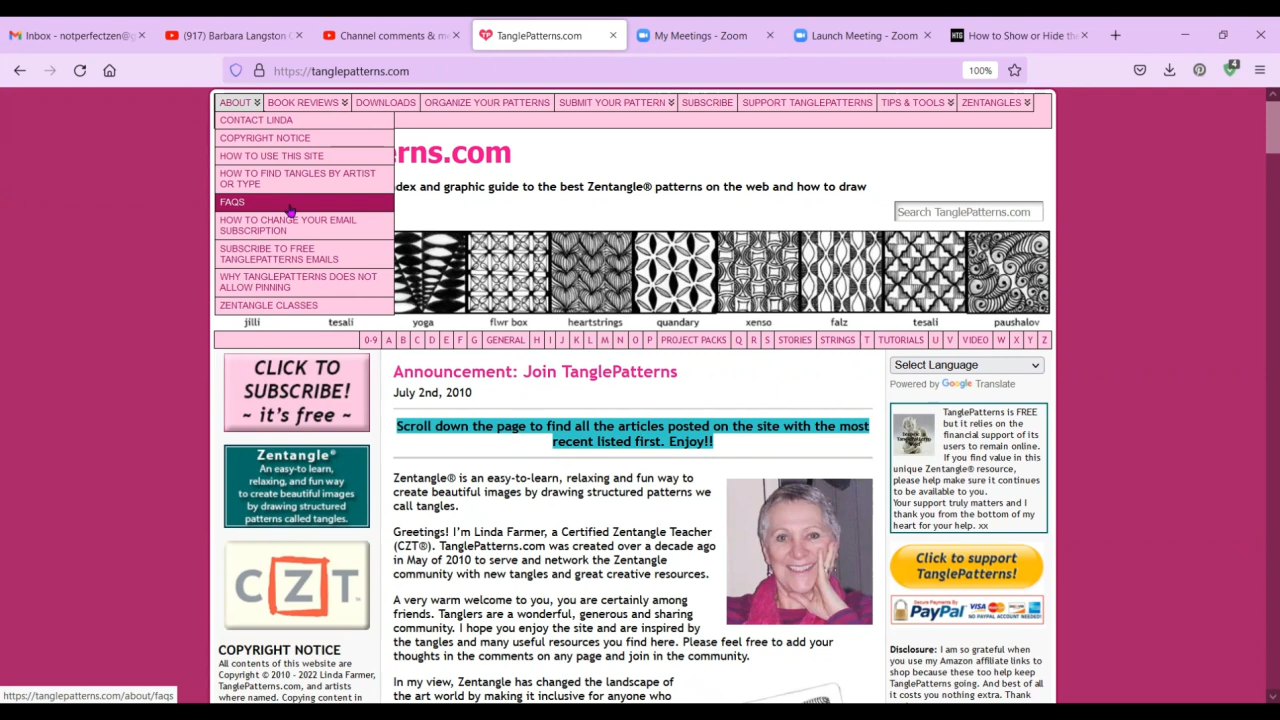 Inbox - notperfectzen@g
(917) Barbara Langston
Channel comments & me
TanglePatterns.com
My Meetings - Zoom
Launch Meeting - Zoom
HTG How to Show or Hide the
https://tanglepatterns.com
100%
4
ABOUT BOOK REVIEWS DOWNLOADS ORGANIZE YOUR PATTERNS SUBMIT YOUR PATTERN SUBSCRIBE SUPPORT TANGLEPATTERNS TIPS & TOOLS ZENTANGLES
CONTACT LINDA
COPYRIGHT NOTICE
HOW TO USE THIS SITE
HOW TO FIND TANGLES BY ARTIST
OR TYPE
FAQS
HOW TO CHANGE YOUR EMAIL
SUBSCRIPTION
SUBSCRIBE TO FREE
TANGLEPATTERNS EMAILS
WHY TANGLEPATTERNS DOES NOT
ALLOW PINNING
ZENTANGLE CLASSES
erns.com
ndex and graphic guide to the best Zentangle® patterns on the web and how to draw
Search TanglePatterns.com
jilli tesali yoga flwr box heartstrings quandary xenso falz tesali paushalov
0-9 A B C D E F G GENERAL H I J K L M N O P PROJECT PACKS Q R S STORIES STRINGS T TUTORIALS U V VIDEO W X Y Z
CLICK TO
SUBSCRIBE!
~ it's free ~
Zentangle®
An easy-to learn,
relaxing, and fun way
to create beautiful images
by drawing structured
patterns called tangles.
CZT
COPYRIGHT NOTICE
All contents of this website are
Copyright © 2010 - 2022 Linda Farmer,
TanglePatterns.com, and artists
where named. Copying content in
Announcement: Join TanglePatterns
July 2nd, 2010
Scroll down the page to find all the articles posted on the site with the most
recent listed first. Enjoy!!
Zentangle® is an easy-to-learn, relaxing and fun way to
create beautiful images by drawing structured patterns we
call tangles.
Greetings! I'm Linda Farmer, a Certified Zentangle Teacher
(CZT®). TanglePatterns.com was created over a decade ago
in May of 2010 to serve and network the Zentangle
community with new tangles and great creative resources.
A very warm welcome to you, you are certainly among
friends. Tanglers are a wonderful, generous and sharing
community. I hope you enjoy the site and are inspired by
the tangles and many useful resources you find here. Please feel free to add your
thoughts in the comments on any page and join in the community.
In my view, Zentangle has changed the landscape of
the art world by making it inclusive for anyone who
Select Language
Powered by Google Translate
TanglePatterns is FREE
but it relies on the
financial support of its
users to remain online.
If you find value in this
unique Zentangle® resource,
please help make sure it continues
to be available to you.
Your support truly matters and I
thank you from the bottom of my
heart for your help. xx
Click to support
TanglePatterns!
Secure Payments By
PayPal VISA
NO PAYPAL ACCOUNT NEEDED!
Disclosure: I am so grateful when
you use my Amazon affiliate links to
shop because these too help keep
TanglePatterns going. And best of all
it costs you nothing extra. Thank
https://tanglepatterns.com/about/faqs